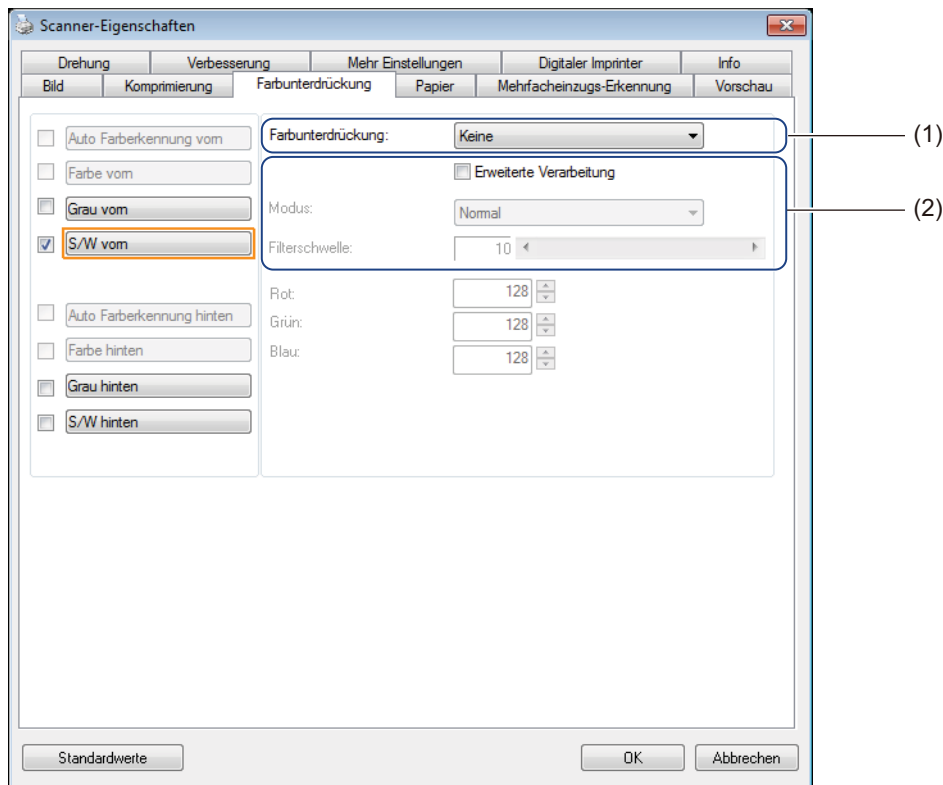 Scanner-Eigenschaften
Drehung Verbesserung Mehr Einstellungen Digitaler Imprinter Info
Bild Komprimierung Farbunterdrückung Papier Mehrfacheinzugs-Erkennung Vorschau
Auto Farberkennung vorn
Farbe vorn
Grau vorn
S/W vorn
Auto Farberkennung hinten
Farbe hinten
Grau hinten
S/W hinten
Farbunterdrückung: Keine (1)
Erweiterte Verarbeitung
Modus: Normal (2)
Filterschwelle: 10
Rot: 128
Grün: 128
Blau: 128
Standardwerte OK Abbrechen